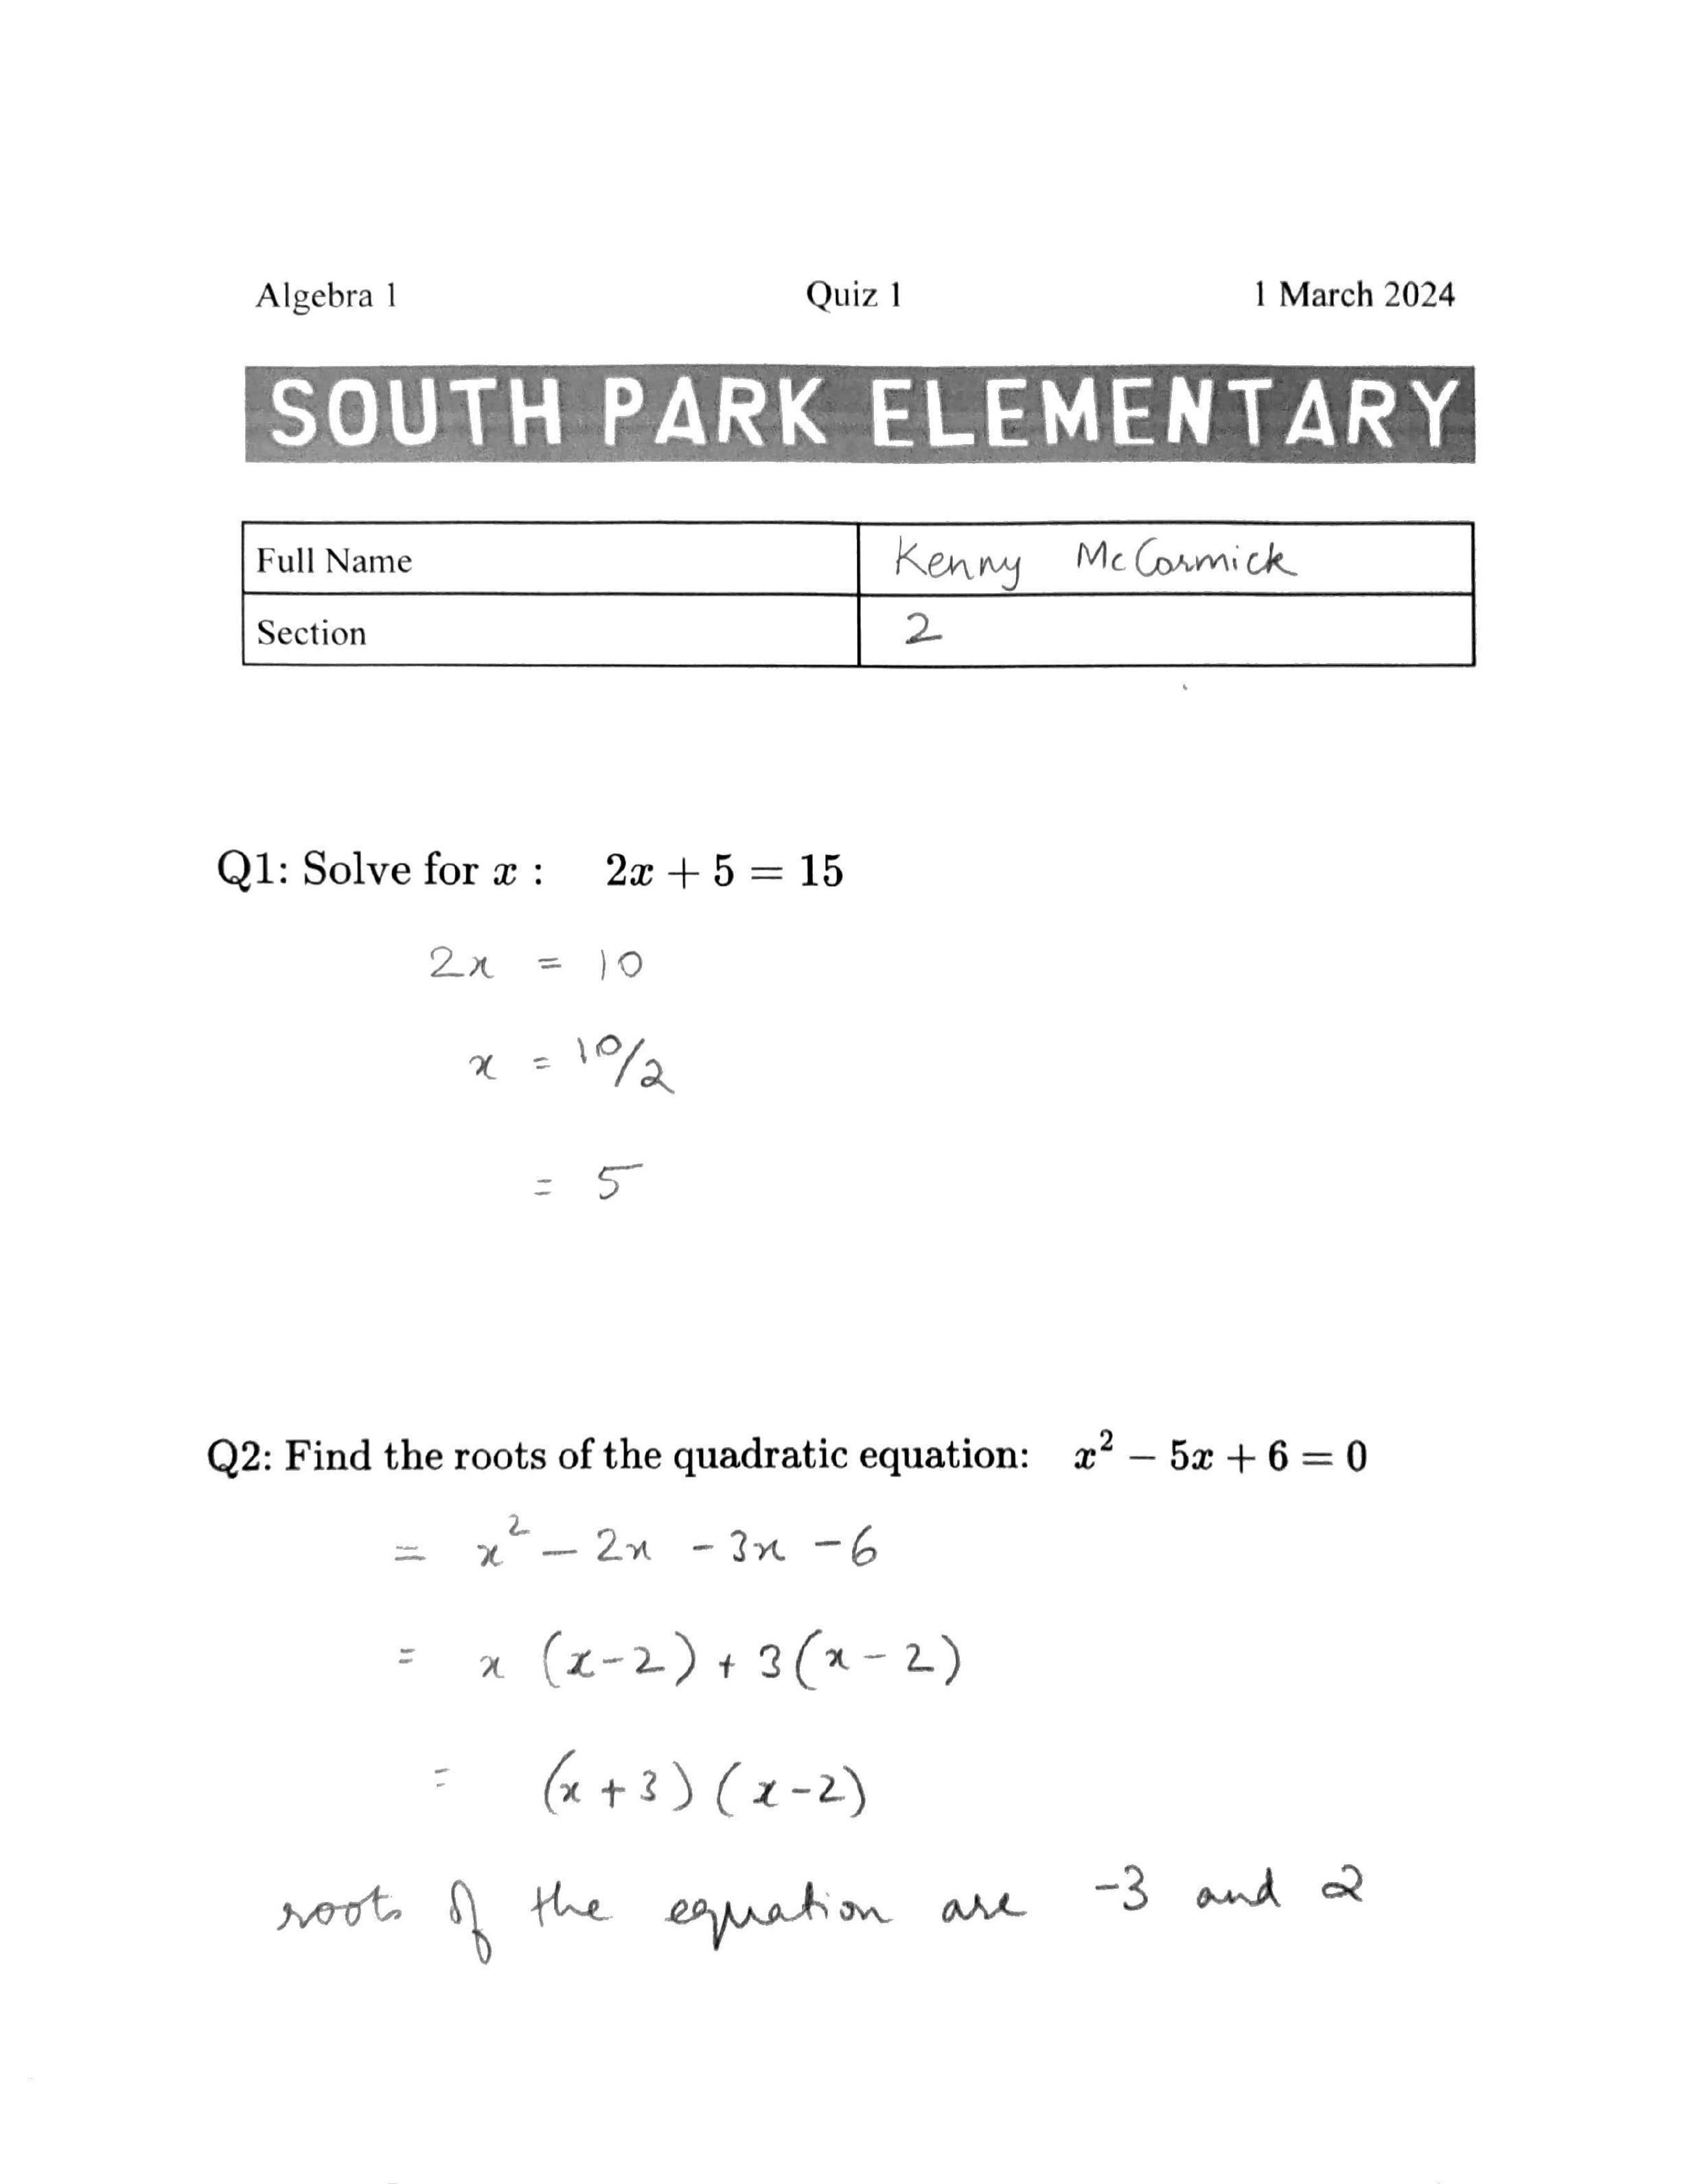 Algebra 1 Quiz 1 1 March 2024
SOUTH PARK ELEMENTARY
Full Name Kenny McCormick
Section 2
Q1: Solve for x : 2x + 5 = 15
2x = 10
x = 10/2
= 5
Q2: Find the roots of the quadratic equation: x² − 5x + 6 = 0
= x² − 2x − 3x − 6
= x (x−2) + 3(x − 2)
= (x + 3) (x − 2)
roots of the equation are −3 and 2